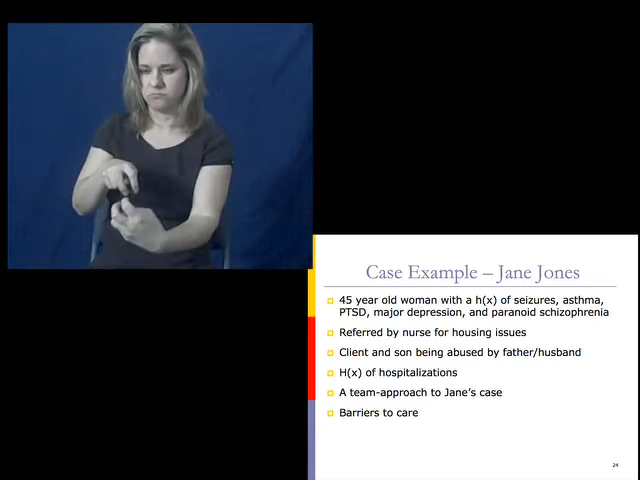 Case Example – Jane Jones
45 year old woman with a h(x) of seizures, asthma,
PTSD, major depression, and paranoid schizophrenia
Referred by nurse for housing issues
Client and son being abused by father/husband
H(x) of hospitalizations
A team-approach to Jane's case
Barriers to care
24